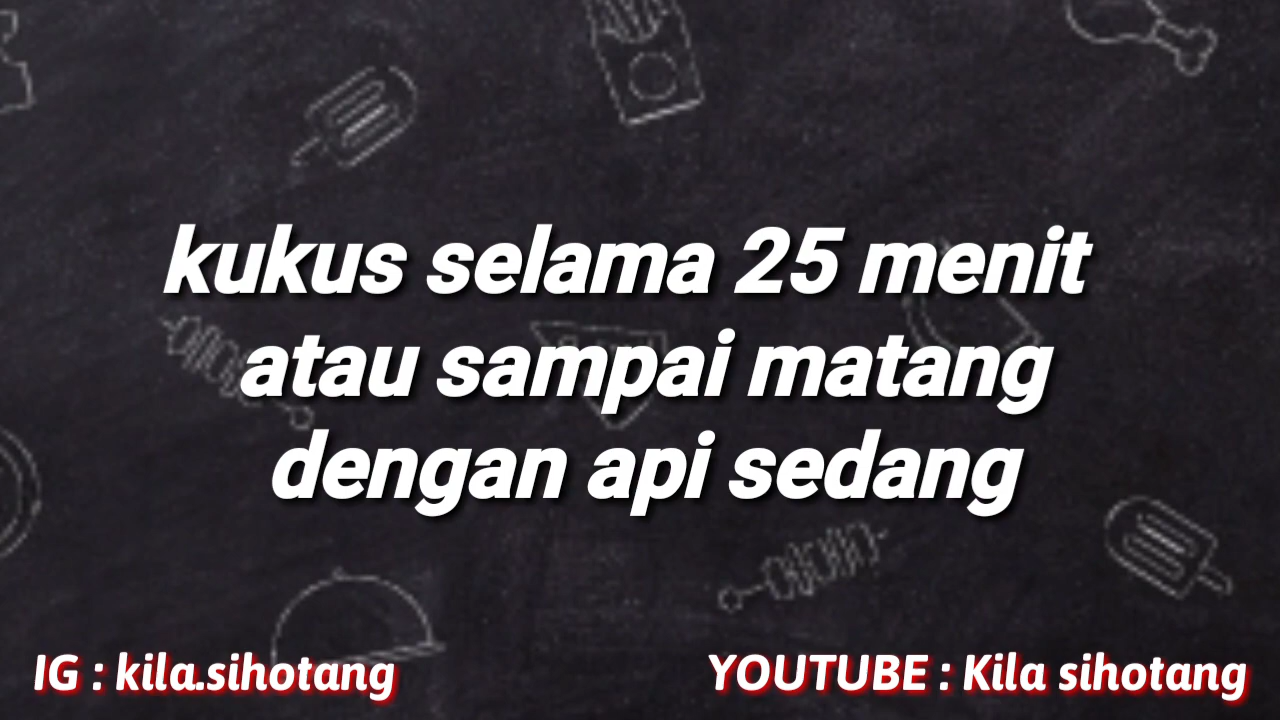 kukus selama 25 menit
atau sampai matang
dengan api sedang
IG : kila.sihotang
YOUTUBE : Kila sihotang